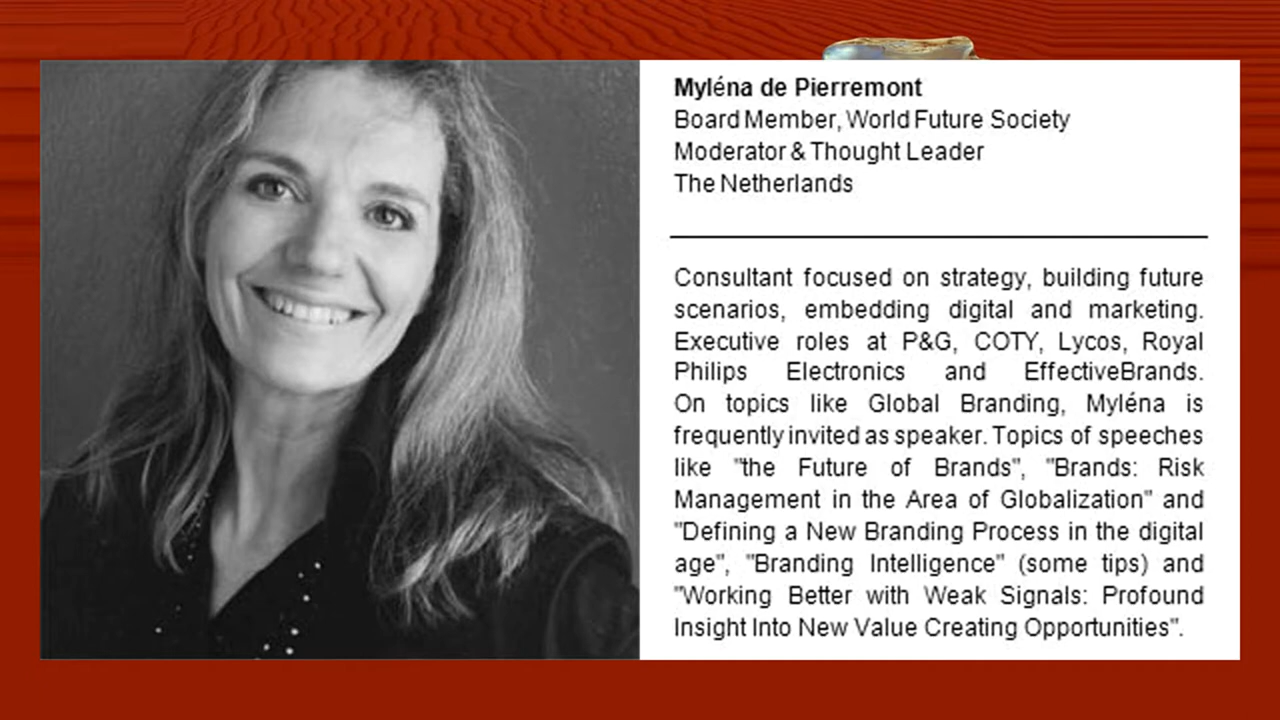 Myléna de Pierremont
Board Member, World Future Society
Moderator & Thought Leader
The Netherlands
Consultant focused on strategy, building future
scenarios, embedding digital and marketing.
Executive roles at P&G, COTY, Lycos, Royal
Philips Electronics and EffectiveBrands.
On topics like Global Branding, Myléna is
frequently invited as speaker. Topics of speeches
like "the Future of Brands", "Brands: Risk
Management in the Area of Globalization" and
"Defining a New Branding Process in the digital
age", "Branding Intelligence" (some tips) and
"Working Better with Weak Signals: Profound
Insight Into New Value Creating Opportunities".